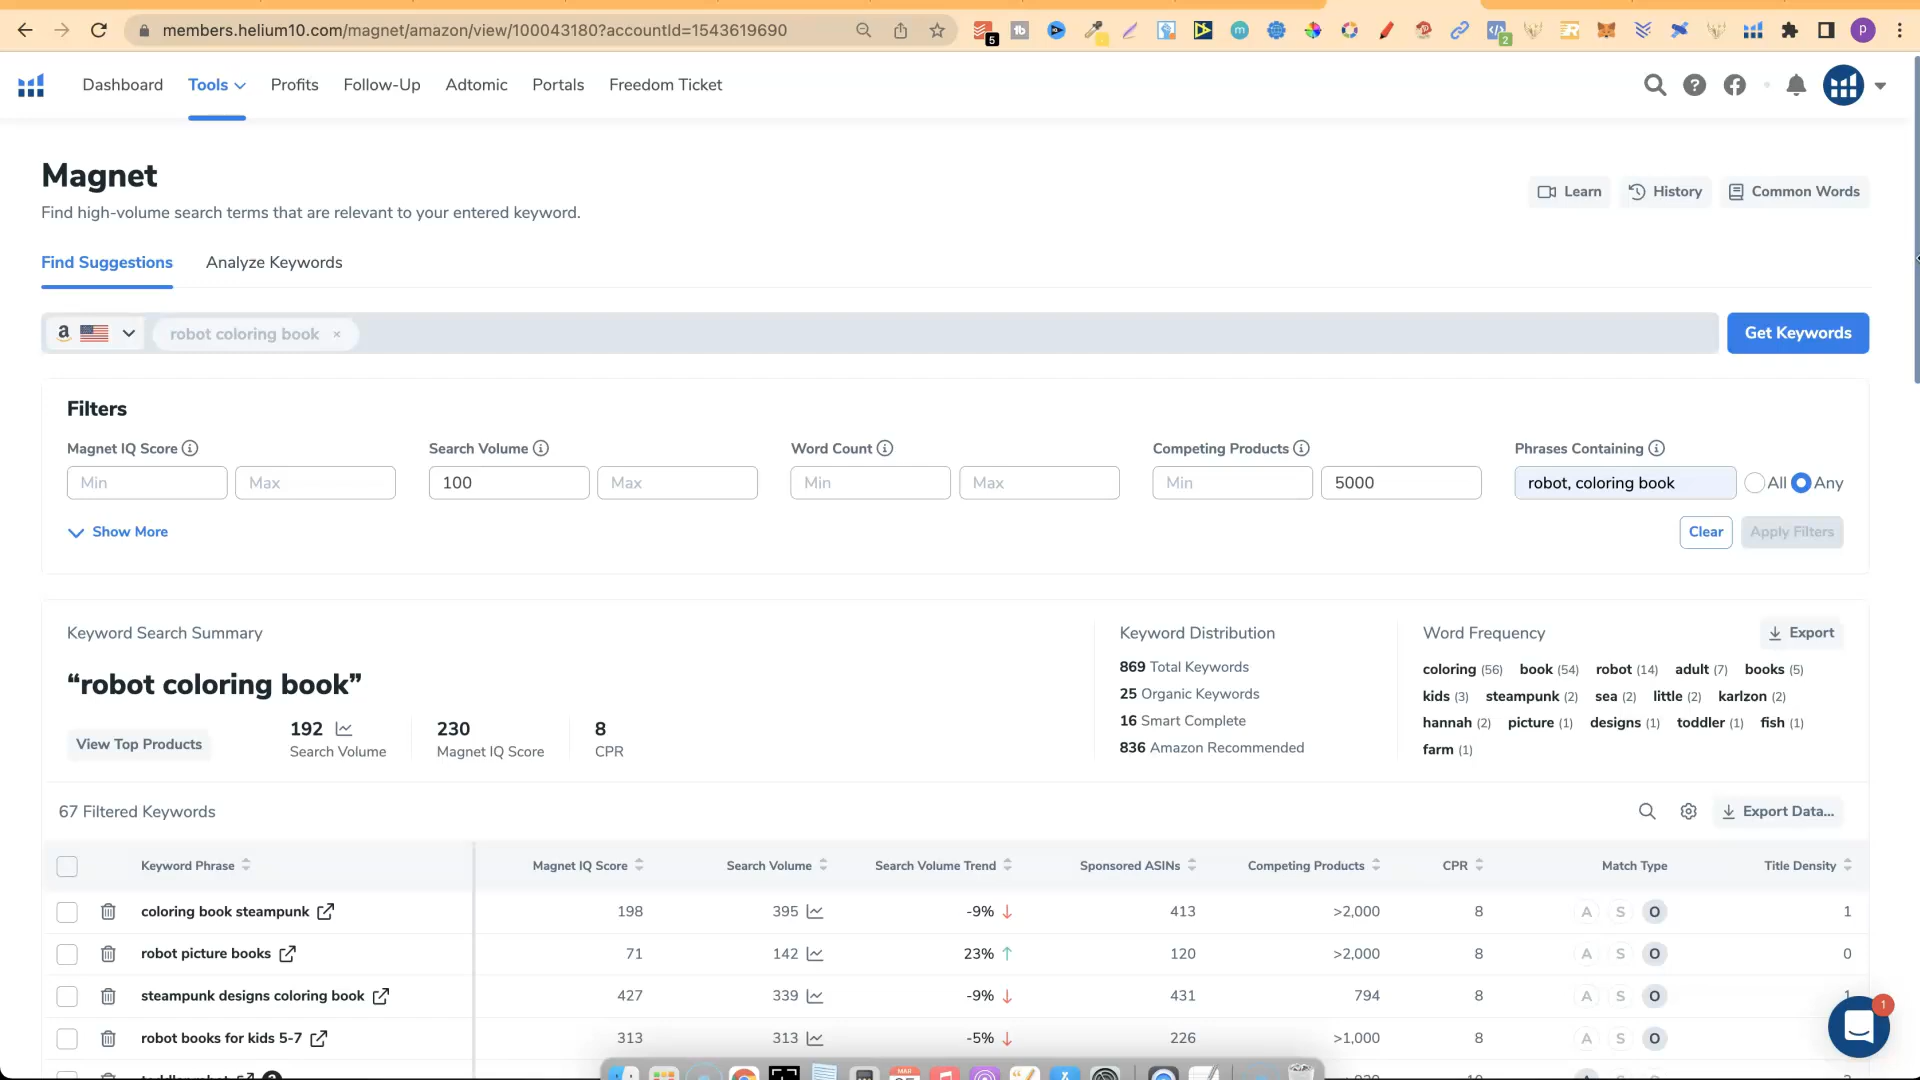 members.helium10.com/magnet/amazon/view/100043180?accountId=1543619690
Dashboard Tools Profits Follow-Up Adtomic Portals Freedom Ticket
Magnet
Find high-volume search terms that are relevant to your entered keyword.
Learn History Common Words
Find Suggestions Analyze Keywords
robot coloring book × Get Keywords
Filters
Magnet IQ Score Search Volume Word Count Competing Products Phrases Containing
Min Max 100 Max Min Max Min 5000 robot, coloring book All Any
Show More Clear Apply Filters
Keyword Search Summary Keyword Distribution Word Frequency Export
“robot coloring book”
192 230 8
View Top Products Search Volume Magnet IQ Score CPR
869 Total Keywords
25 Organic Keywords
16 Smart Complete
836 Amazon Recommended
coloring (56) book (54) robot (14) adult (7) books (5)
kids (3) steampunk (2) sea (2) little (2) karlzon (2)
hannah (2) picture (1) designs (1) toddler (1) fish (1)
farm (1)
67 Filtered Keywords Export Data...
Keyword Phrase Magnet IQ Score Search Volume Search Volume Trend Sponsored ASINs Competing Products CPR Match Type Title Density
coloring book steampunk 198 395 -9% 413 >2,000 8 A S O 1
robot picture books 71 142 23% 120 >2,000 8 A S O 0
steampunk designs coloring book 427 339 -9% 431 794 8 A S O 1
robot books for kids 5-7 313 313 -5% 226 >1,000 8 A S O
1